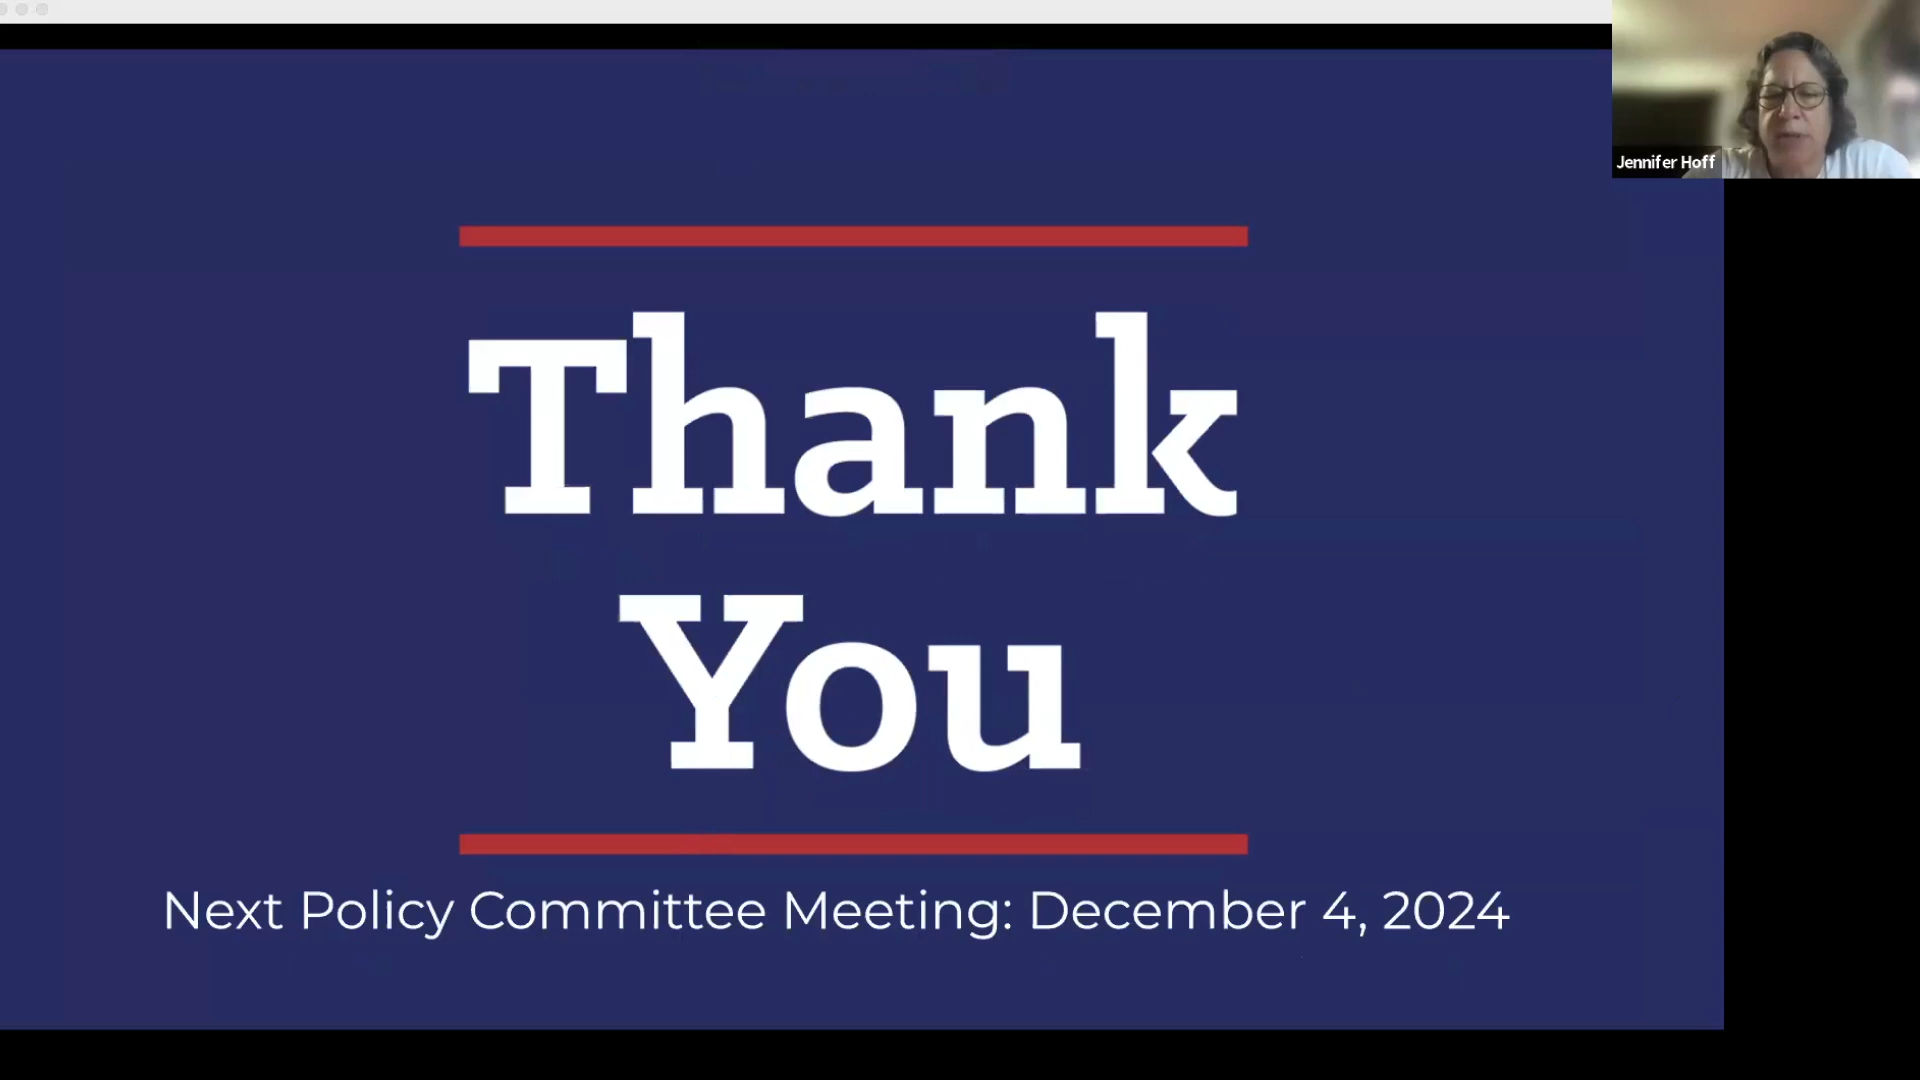 Jennifer Hoff
Thank
You
Next Policy Committee Meeting: December 4, 2024